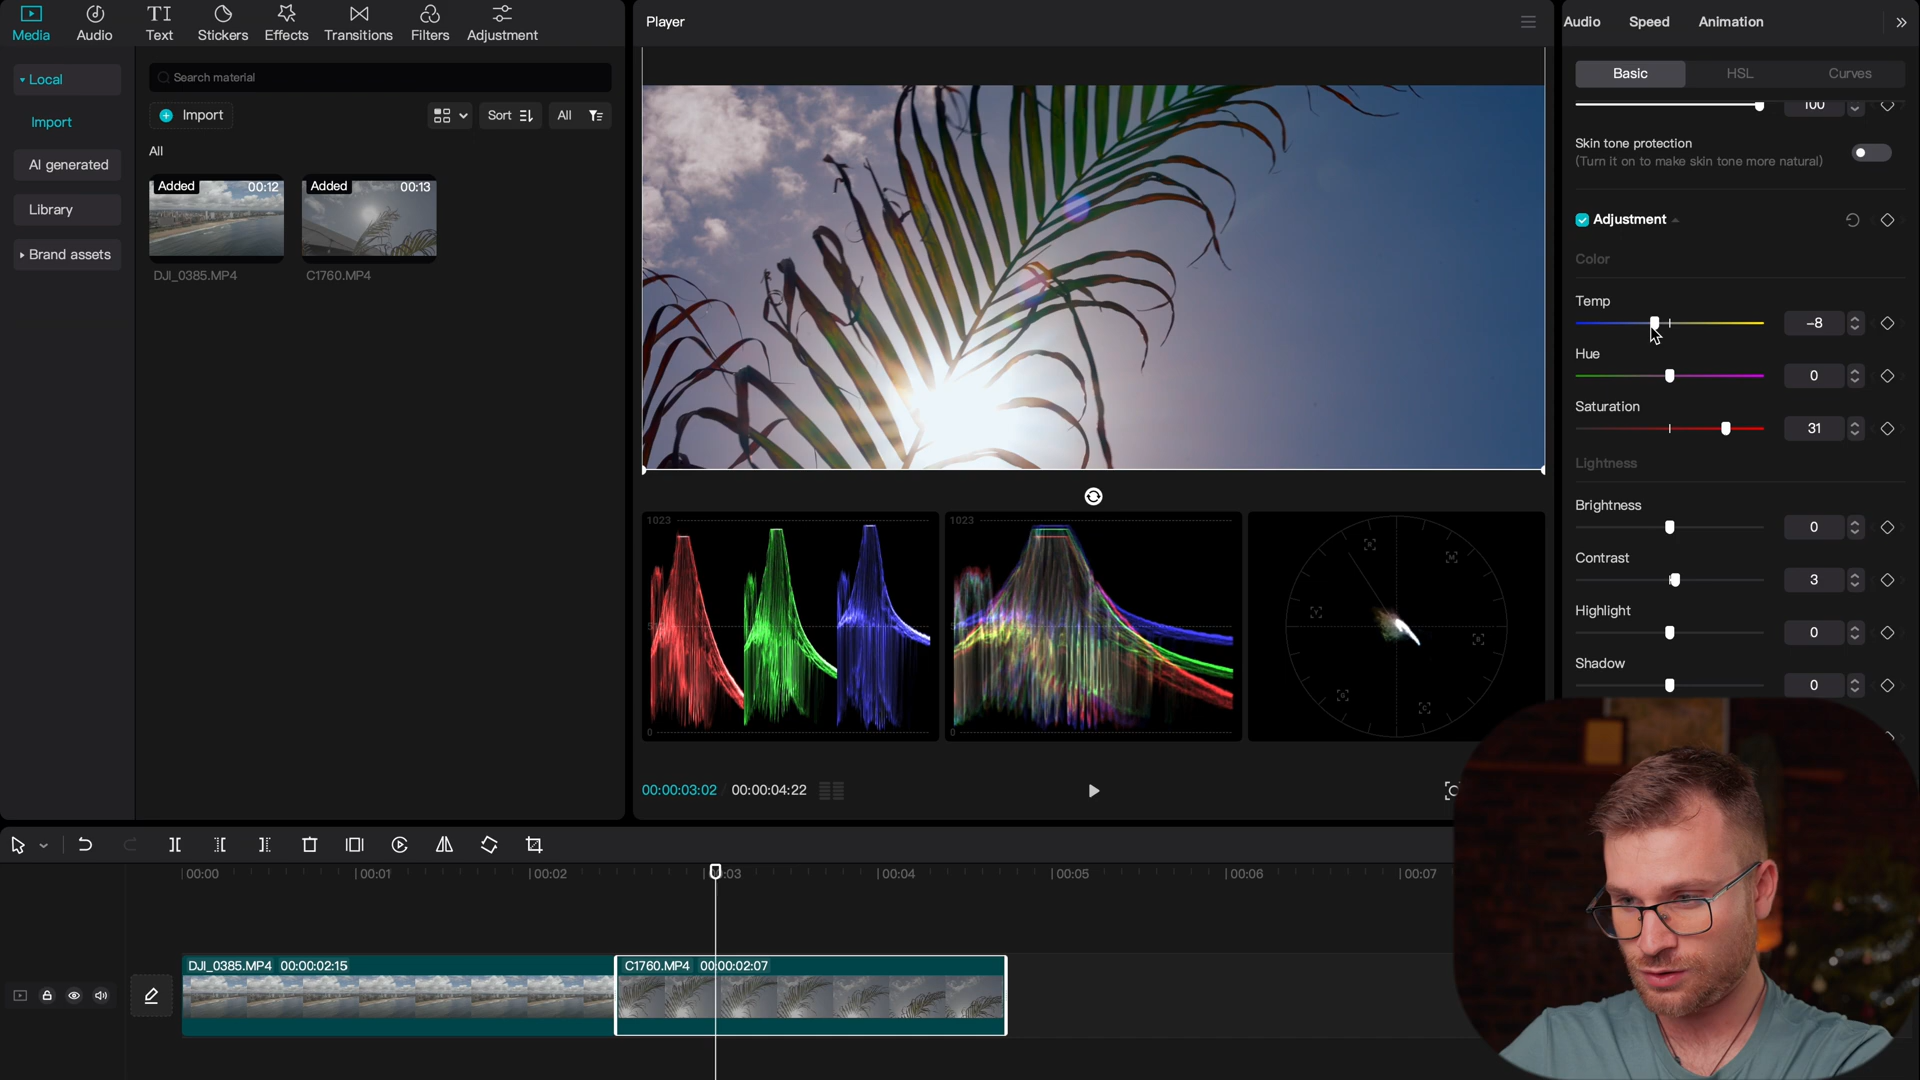 Media
Audio
Text
Stickers
Effects
Transitions
Filters
Adjustment
Player
Audio
Speed
Animation
Local
Import
AI generated
Library
Brand assets
Search material
Import
Sort
All
All
Added
00:12
Added
00:13
DJI_0385.MP4
C1760.MP4
Basic
HSL
Curves
100
Skin tone protection
(Turn it on to make skin tone more natural)
Adjustment
Color
Temp
-8
Hue
0
Saturation
31
Lightness
Brightness
0
Contrast
3
Highlight
0
Shadow
0
1023
0
1023
0
00:00:03:02
00:00:04:22
00:00
00:01
00:02
00:03
00:04
00:05
00:06
00:07
DJI_0385.MP4 00:00:02:15
C1760.MP4 00:00:02:07